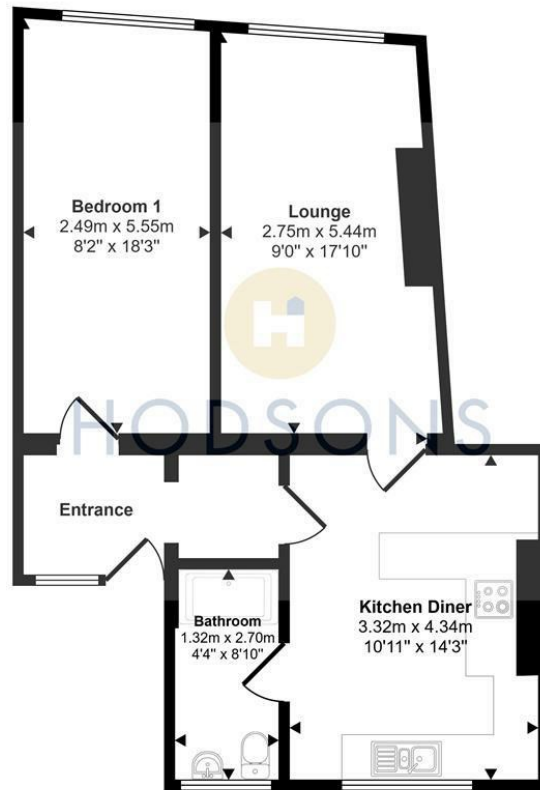 Bedroom 1
2.49m x 5.55m
8'2" x 18'3"
Lounge
2.75m x 5.44m
9'0" x 17'10"
H
HODSONS
Entrance
Bathroom
1.32m x 2.70m
4'4" x 8'10"
Kitchen Diner
3.32m x 4.34m
10'11" x 14'3"